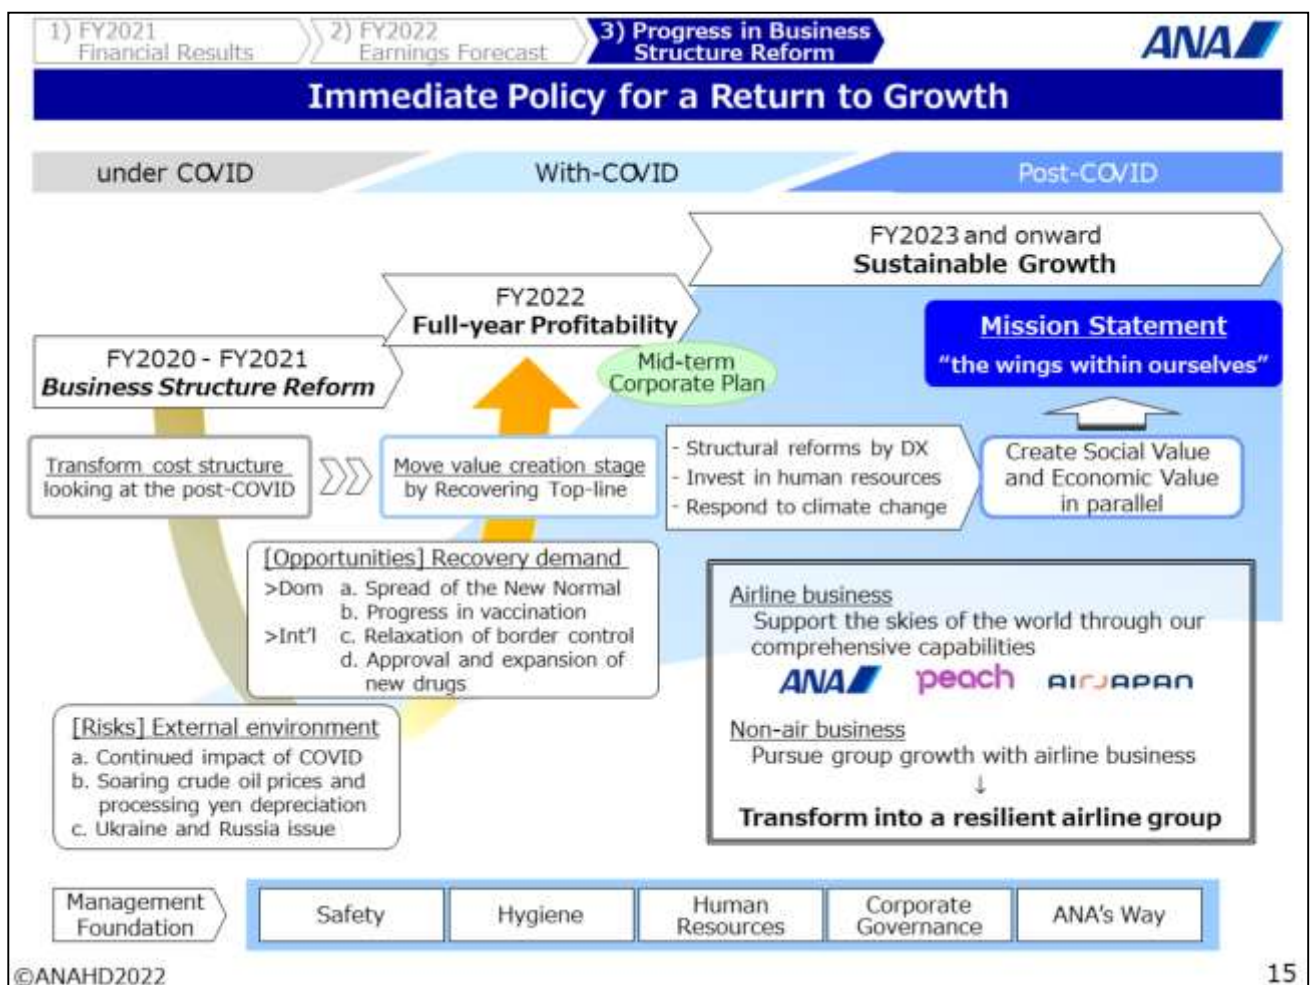 1) FY2021
Financial Results
2) FY2022
Earnings Forecast
3) Progress in Business
Structure Reform
ANA
Immediate Policy for a Return to Growth
under COVID
With-COVID
Post-COVID
FY2023 and onward
Sustainable Growth
FY2022
Full-year Profitability
Mission Statement
"the wings within ourselves"
FY2020 - FY2021
Business Structure Reform
Mid-term
Corporate Plan
Transform cost structure
looking at the post-COVID
Move value creation stage
by Recovering Top-line
- Structural reforms by DX
- Invest in human resources
- Respond to climate change
Create Social Value
and Economic Value
in parallel
[Opportunities] Recovery demand
>Dom a. Spread of the New Normal
b. Progress in vaccination
>Int'l c. Relaxation of border control
d. Approval and expansion of
new drugs
[Risks] External environment
a. Continued impact of COVID
b. Soaring crude oil prices and
processing yen depreciation
c. Ukraine and Russia issue
Airline business
Support the skies of the world through our
comprehensive capabilities
ANA peach AIRJAPAN
Non-air business
Pursue group growth with airline business
↓
Transform into a resilient airline group
Management
Foundation
Safety
Hygiene
Human
Resources
Corporate
Governance
ANA's Way
©ANAHD2022
15